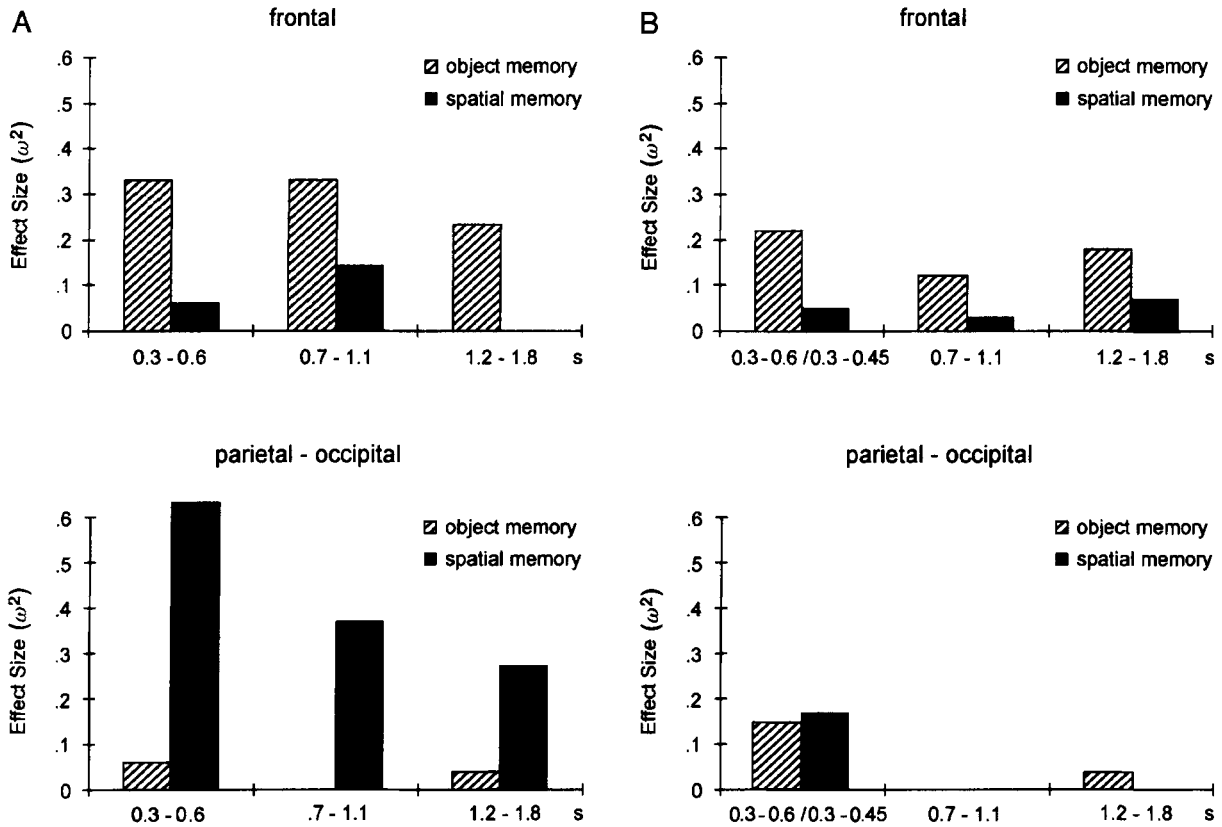 A
frontal
Effect Size (ω²)
.6
.5
.4
.3
.2
.1
0
object memory
spatial memory
0.3 - 0.6 0.7 - 1.1 1.2 - 1.8 s
B
frontal
Effect Size (ω²)
.6
.5
.4
.3
.2
.1
0
object memory
spatial memory
0.3 - 0.6 / 0.3 - 0.45 0.7 - 1.1 1.2 - 1.8 s
parietal - occipital
Effect Size (ω²)
.6
.5
.4
.3
.2
.1
0
object memory
spatial memory
0.3 - 0.6 .7 - 1.1 1.2 - 1.8 s
parietal - occipital
Effect Size (ω²)
.6
.5
.4
.3
.2
.1
0
object memory
spatial memory
0.3 - 0.6 / 0.3 - 0.45 0.7 - 1.1 1.2 - 1.8 s